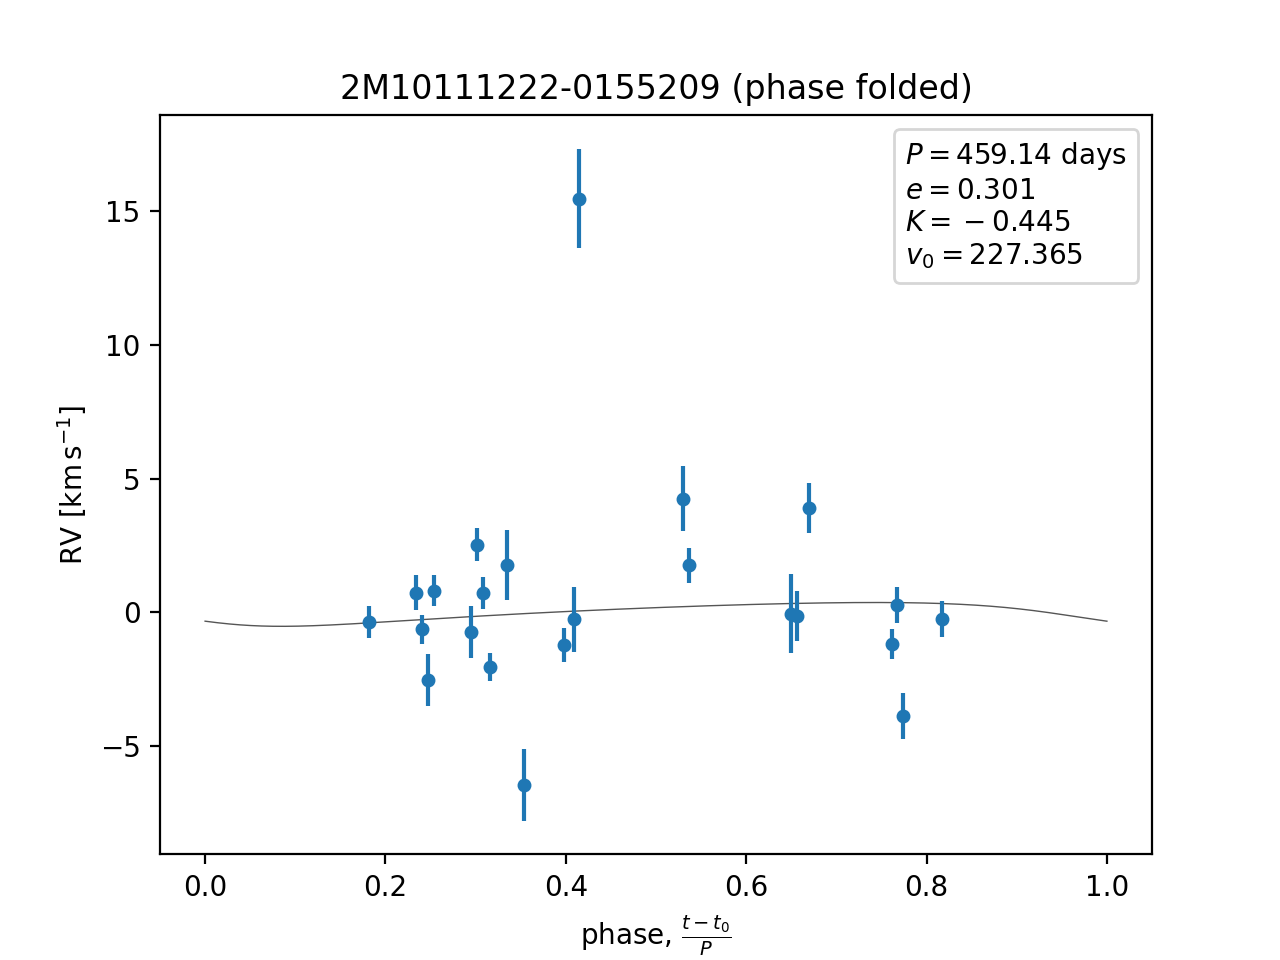 2M10111222-0155209 (phase folded)
P = 459.14 days
e = 0.301
K = −0.445
v₀ = 227.365
15
10
5
0
−5
RV [km s⁻¹]
0.0 0.2 0.4 0.6 0.8 1.0
phase, (t − t₀)/P